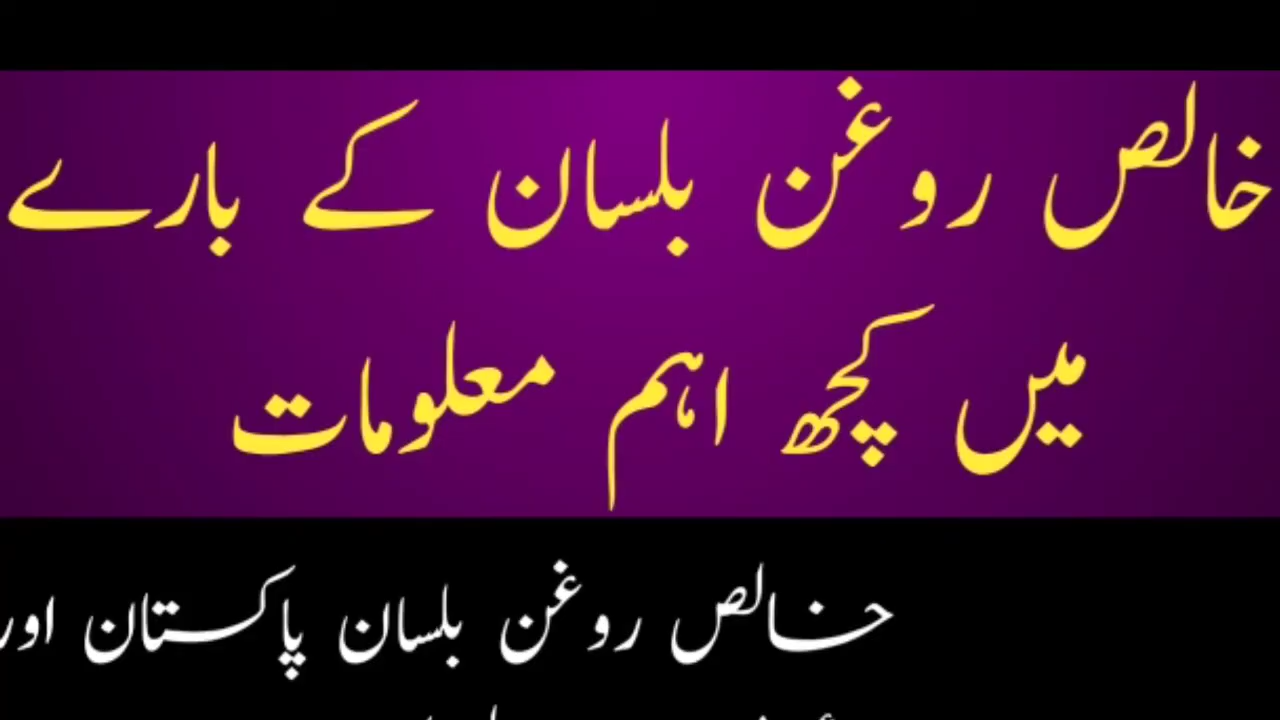 خالص روغن بلسان کے بارے
میں کچھ اہم معلومات
خالص روغن بلسان پاکستان اور